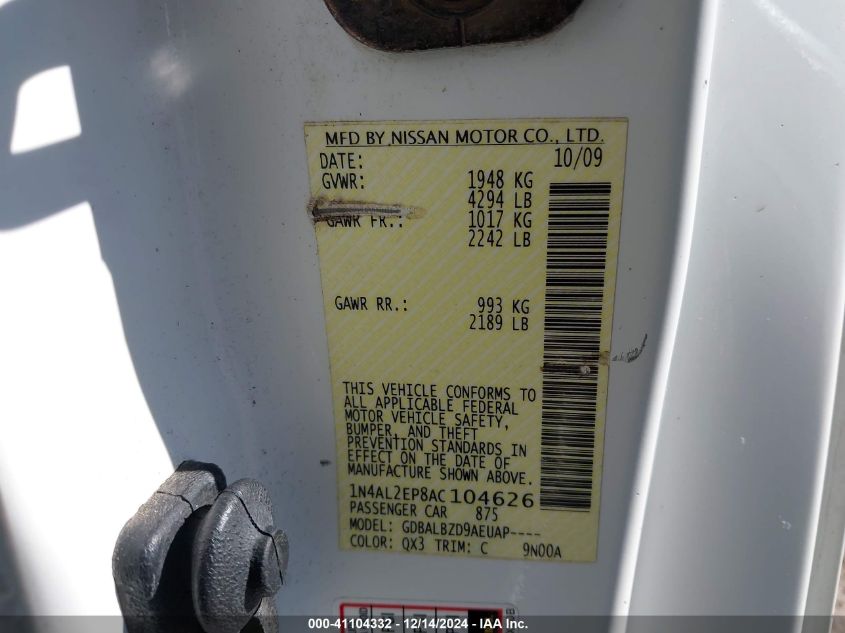 MFD BY NISSAN MOTOR CO., LTD.
DATE: 10/09
GVWR: 1948 KG
4294 LB
GAWR FR.: 1017 KG
2242 LB
GAWR RR.: 993 KG
2189 LB
THIS VEHICLE CONFORMS TO
ALL APPLICABLE FEDERAL
MOTOR VEHICLE SAFETY,
BUMPER, AND THEFT
PREVENTION STANDARDS IN
EFFECT ON THE DATE OF
MANUFACTURE SHOWN ABOVE.
1N4AL2EP8AC104626
PASSENGER CAR 875
MODEL: GDBALBZD9AEUAP----
COLOR: QX3 TRIM: C 9N00A
000-41104332 - 12/14/2024 - IAA Inc.